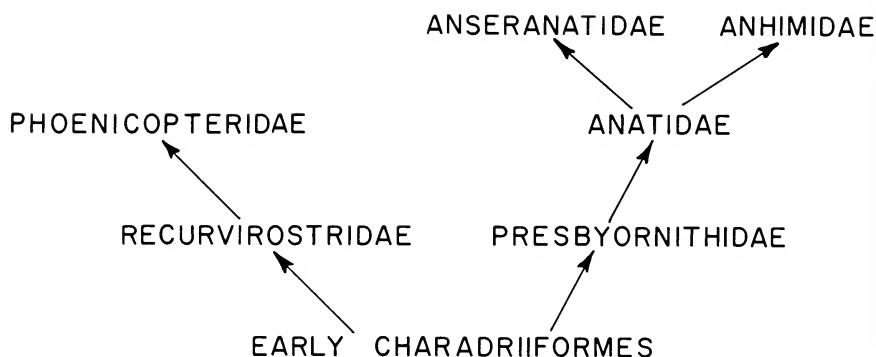 ANSERANATIDAE ANHIMIDAE
PHOENICOPTERIDAE ANATIDAE
RECURVIROSTRIDAE PRESBYORNITHIDAE
EARLY CHARADRIIFORMES